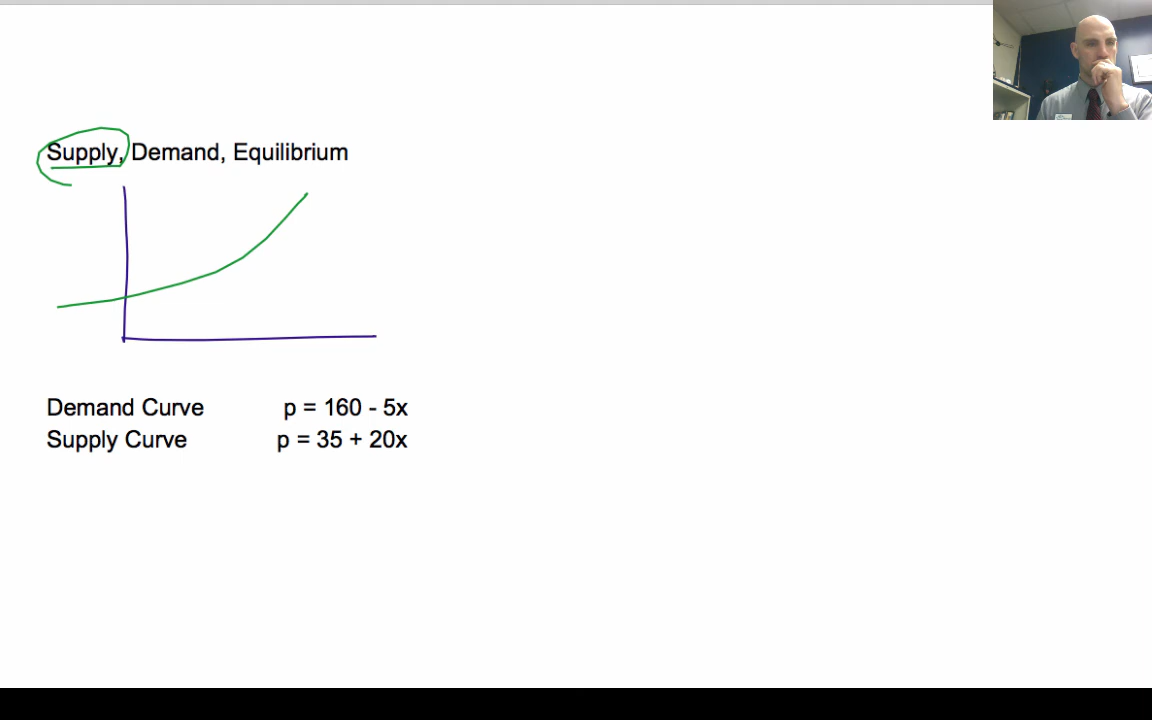 Supply, Demand, Equilibrium
Demand Curve p = 160 - 5x
Supply Curve p = 35 + 20x